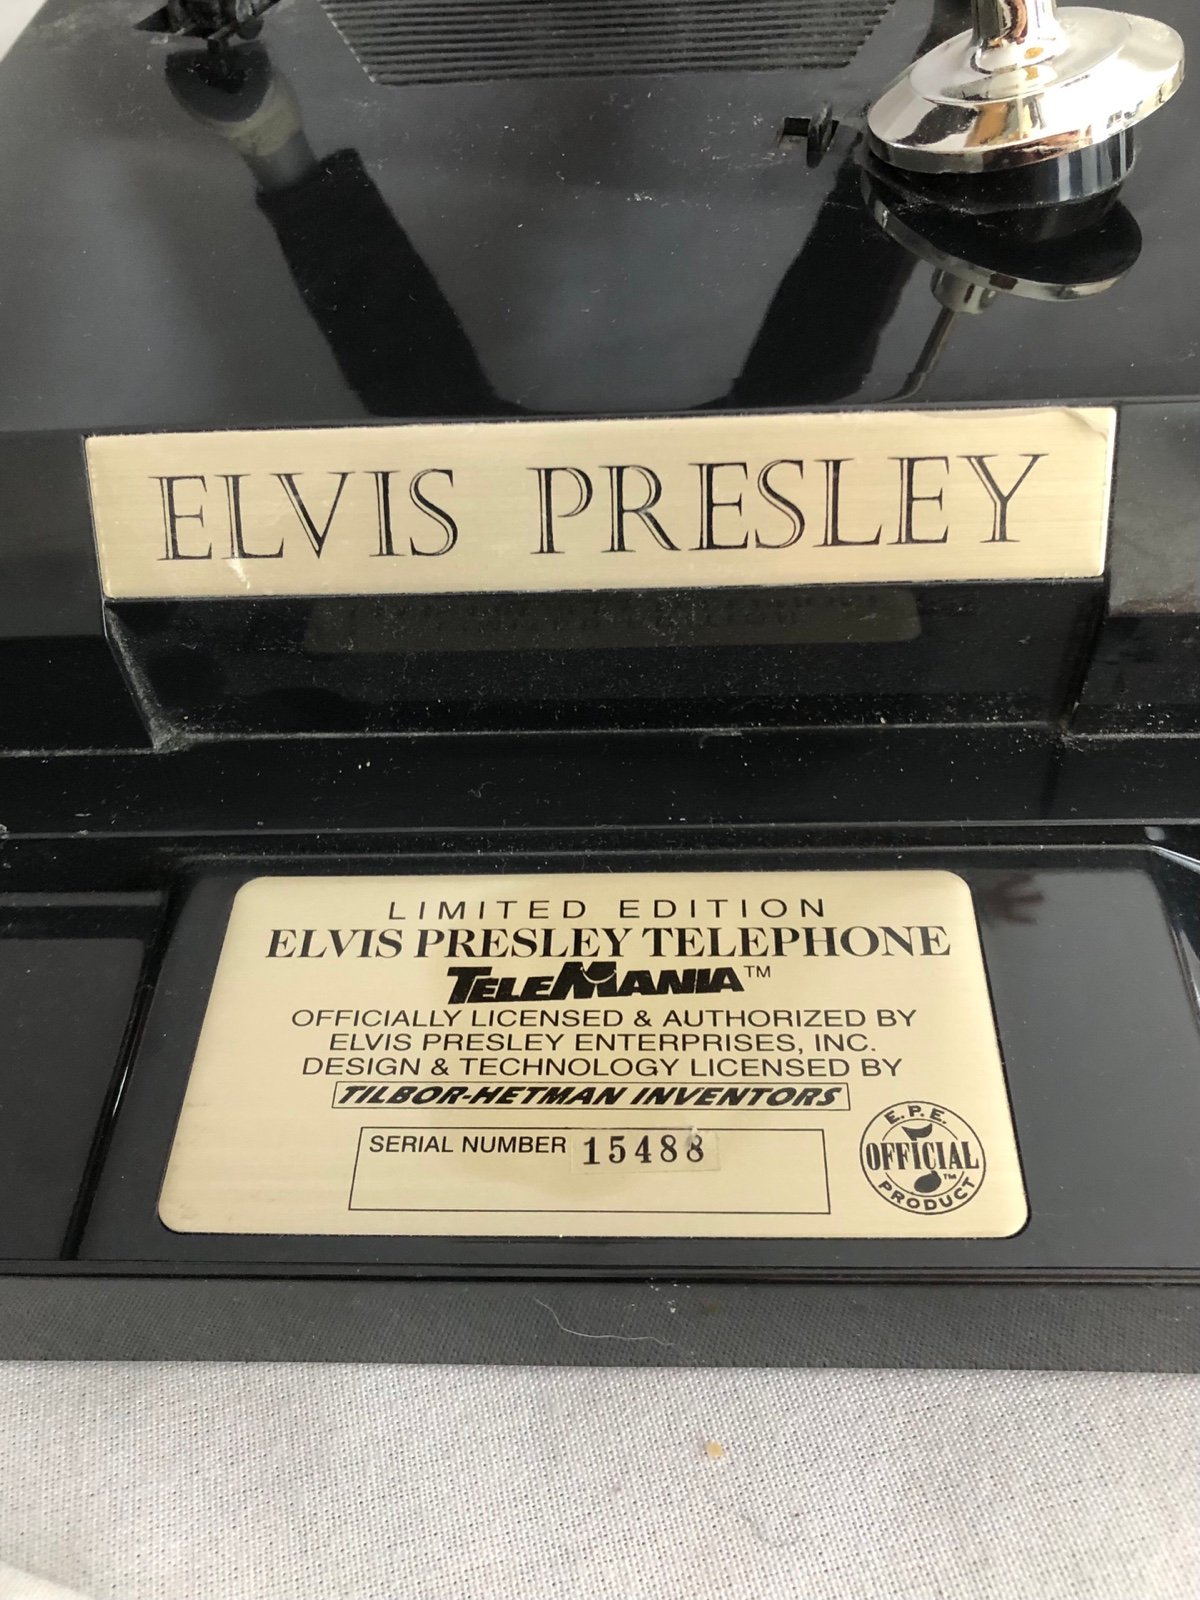 ELVIS PRESLEY
LIMITED EDITION
ELVIS PRESLEY TELEPHONE
TELEMANIA™
OFFICIALLY LICENSED & AUTHORIZED BY
ELVIS PRESLEY ENTERPRISES, INC.
DESIGN & TECHNOLOGY LICENSED BY
TILBOR-HETMAN INVENTORS
SERIAL NUMBER 15488
E.P.E.
OFFICIAL
™
PRODUCT